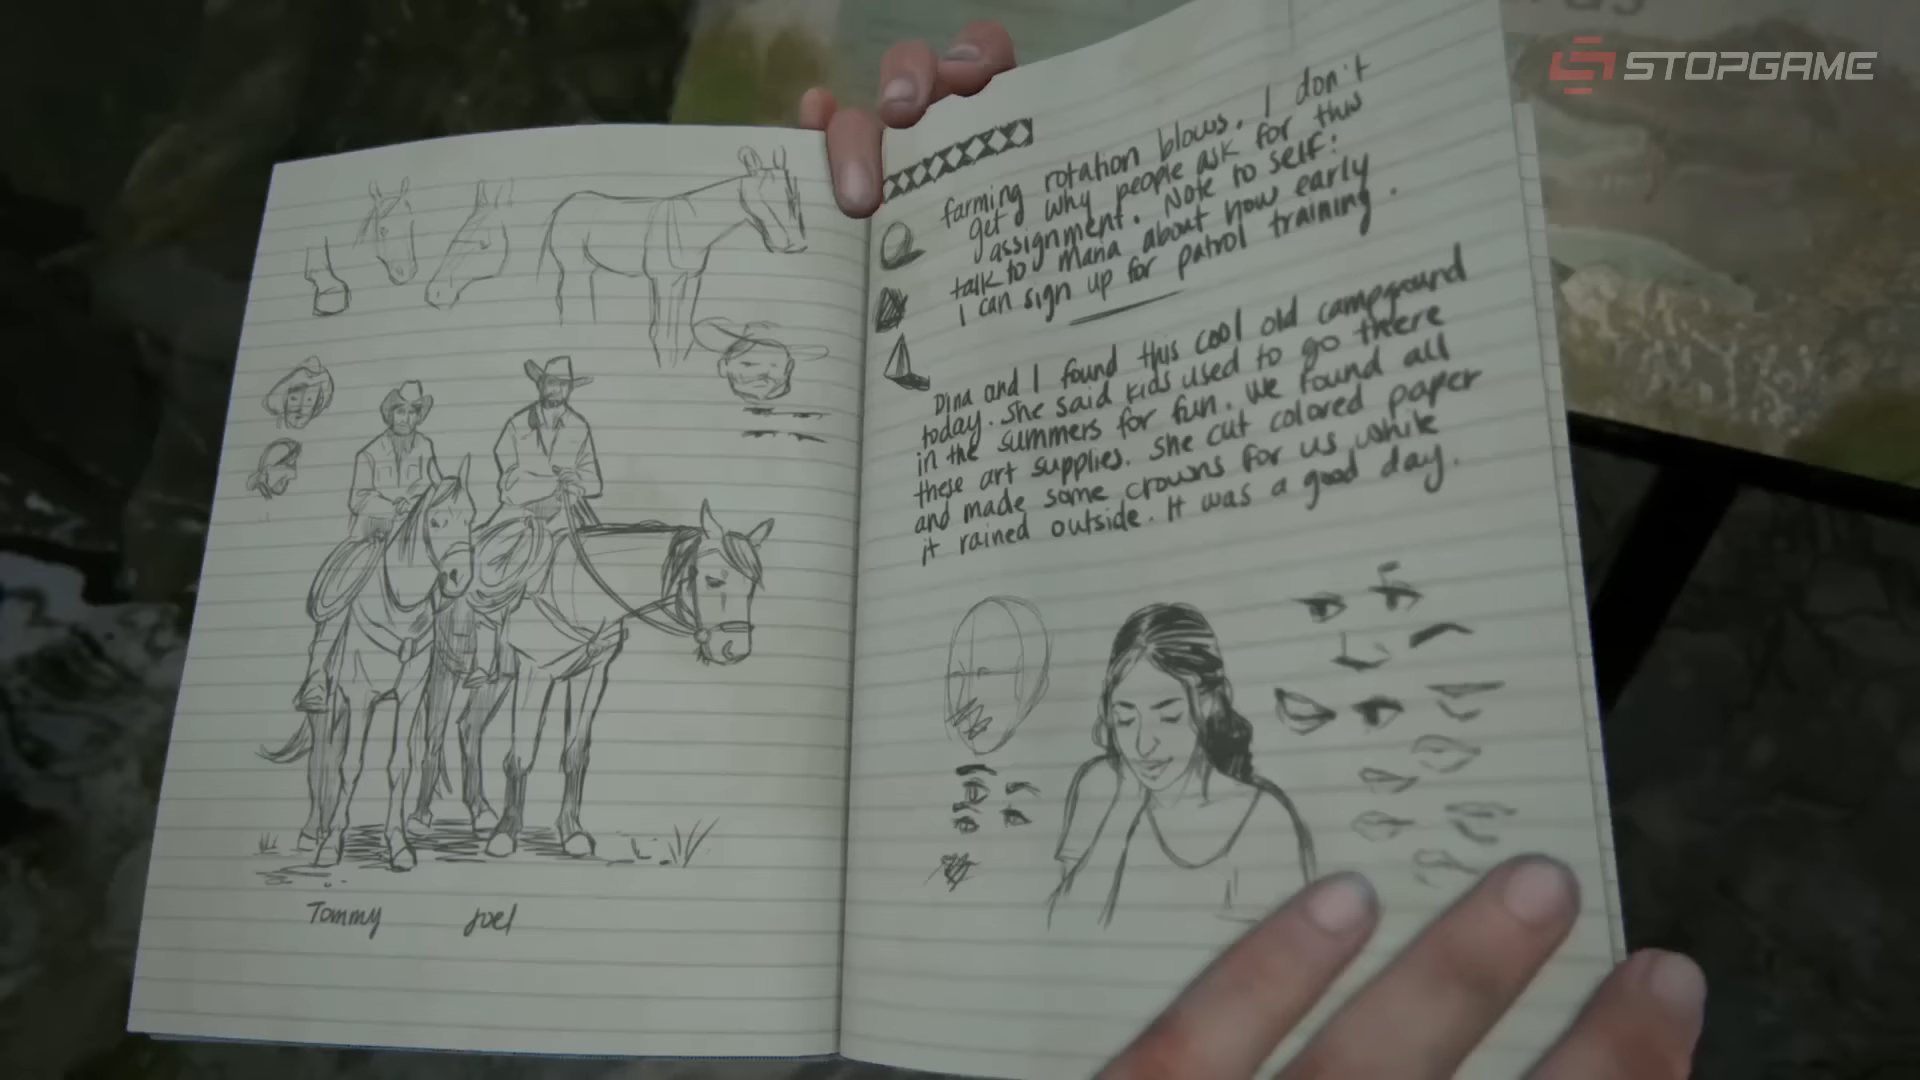 STOPGAME
farming rotation blows. I don't
get why people ask for this
assignment. Note to self:
talk to Maria about how early
I can sign up for patrol training.
Dina and I found this cool old campground
today. She said kids used to go there
in the summers for fun. We found all
these art supplies. She cut colored paper
and made some crowns for us while
it rained outside. It was a good day.
Tommy
Joel